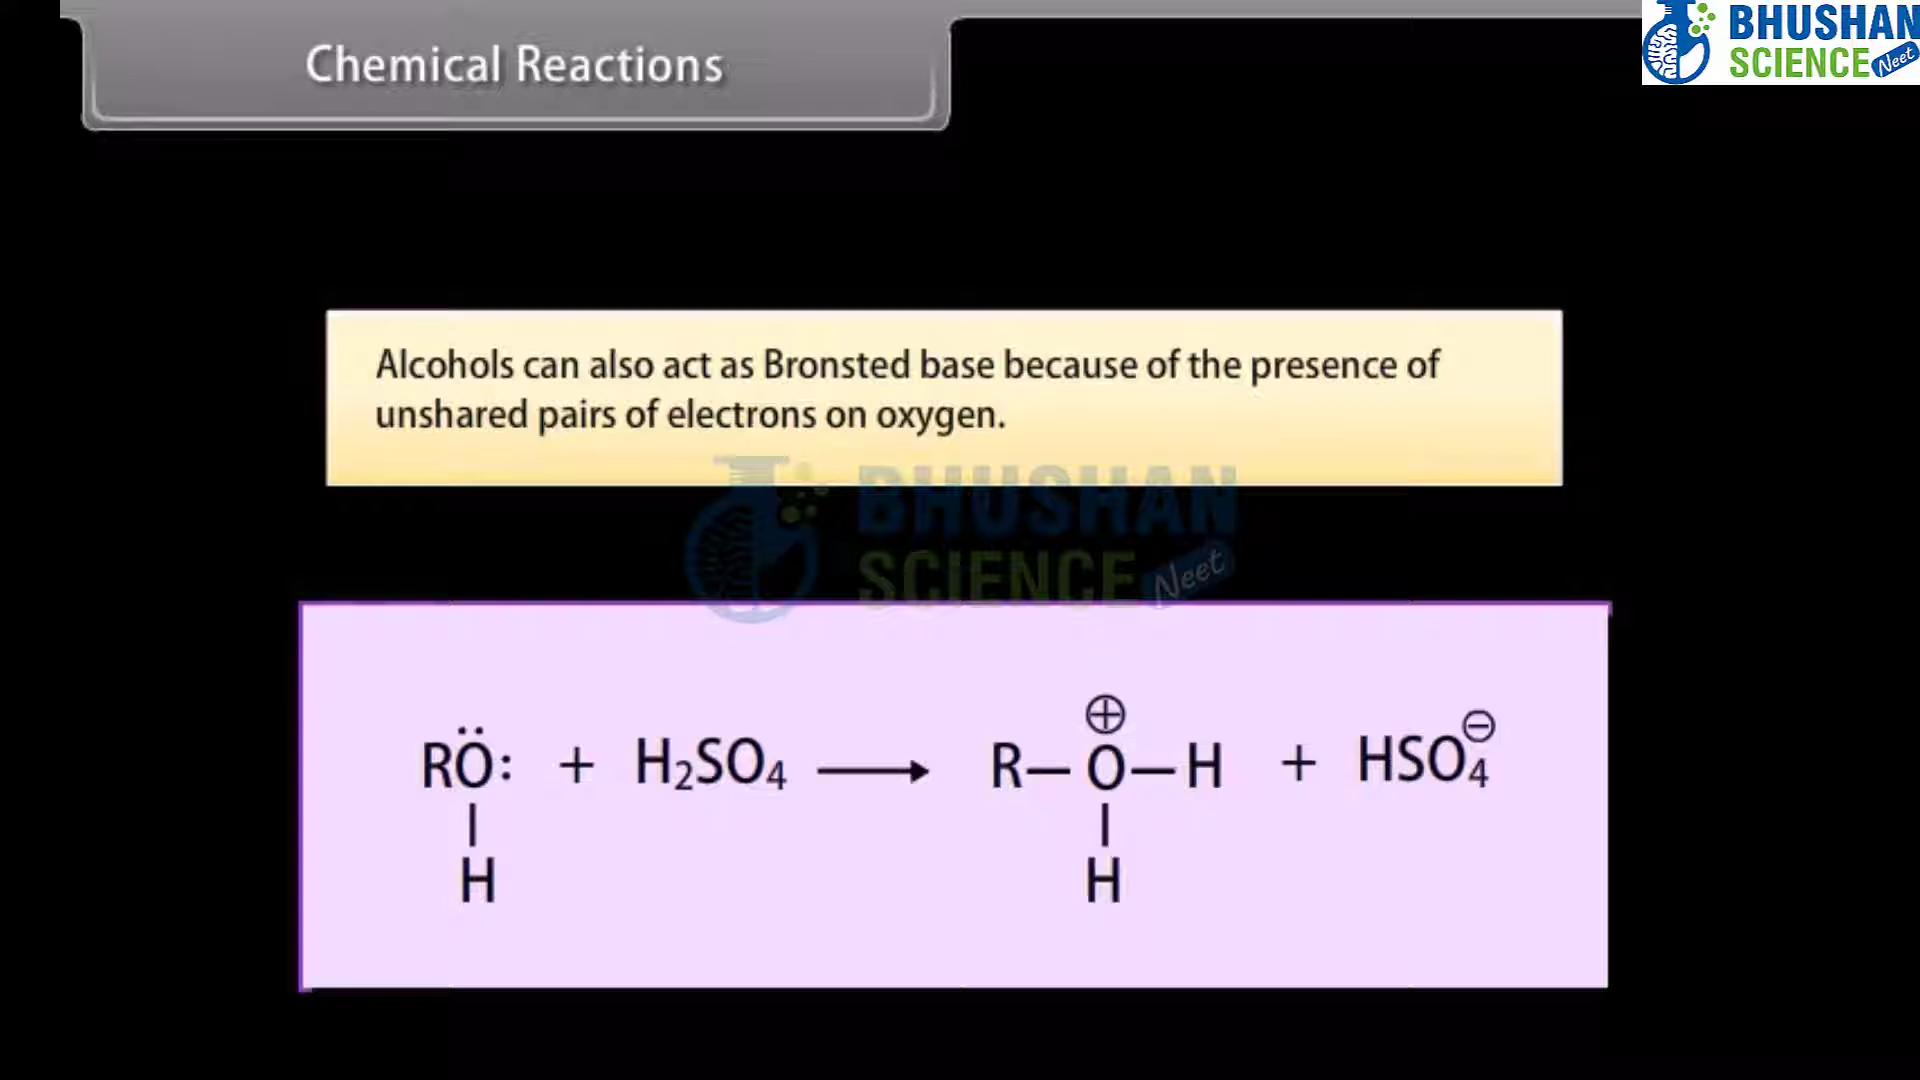 Chemical Reactions
BHUSHAN
SCIENCE Neet
Alcohols can also act as Bronsted base because of the presence of
unshared pairs of electrons on oxygen.
BHUSHAN
SCIENCE Neet
RÖ: + H₂SO₄ ⟶ R–O–H + HSO₄⊖
⊕
| |
H H